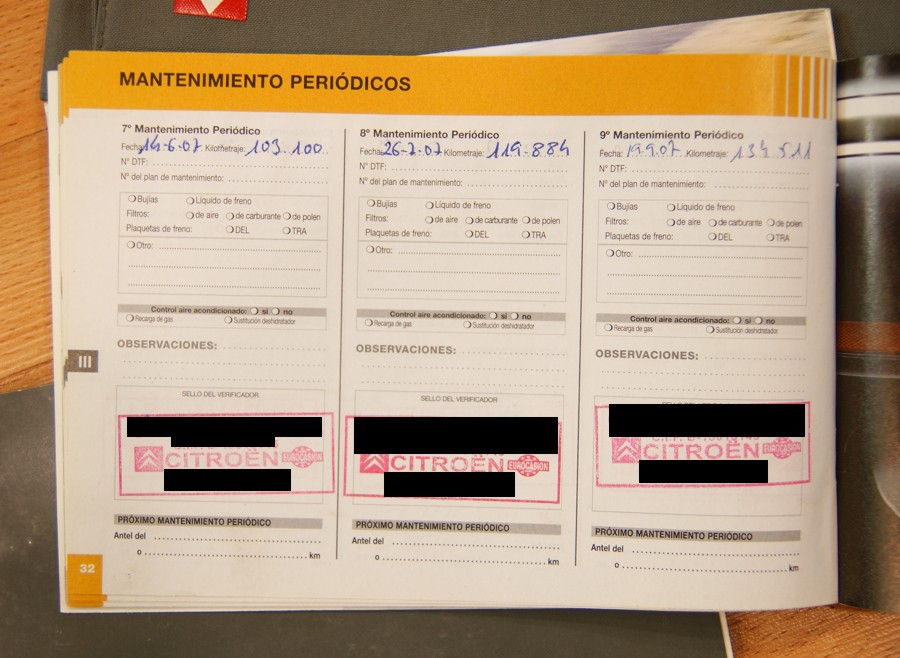 MANTENIMIENTO PERIÓDICOS
7º Mantenimiento Periódico
Fecha: 14-6-07 Kilometraje: 103.100
N° DTF:
N° del plan de mantenimiento:
Bujías Líquido de freno
Filtros: de aire de carburante de polen
Plaquetas de freno: DEL TRA
Otro:
Control aire acondicionado: si no
Recarga de gas Sustitución deshidratador
OBSERVACIONES:
SELLO DEL VERIFICADOR
CITROËN EUROCASION
PRÓXIMO MANTENIMIENTO PERIÓDICO
Antel del
o km
8º Mantenimiento Periódico
Fecha: 26-7-07 Kilometraje: 119.884
N° DTF:
N° del plan de mantenimiento:
Bujías Líquido de freno
Filtros: de aire de carburante de polen
Plaquetas de freno: DEL TRA
Otro:
Control aire acondicionado: si no
Recarga de gas Sustitución deshidratador
OBSERVACIONES:
SELLO DEL VERIFICADOR
CITROËN EUROCASION
PRÓXIMO MANTENIMIENTO PERIÓDICO
Antel del
o km
9º Mantenimiento Periódico
Fecha: 19.9.07 Kilometraje: 134 511
N° DTF:
N° del plan de mantenimiento:
Bujías Líquido de freno
Filtros: de aire de carburante de polen
Plaquetas de freno: DEL TRA
Otro:
Control aire acondicionado: si no
Recarga de gas Sustitución deshidratador
OBSERVACIONES:
CITROËN EUROCASION
PRÓXIMO MANTENIMIENTO PERIÓDICO
Antel del
o km
III
32